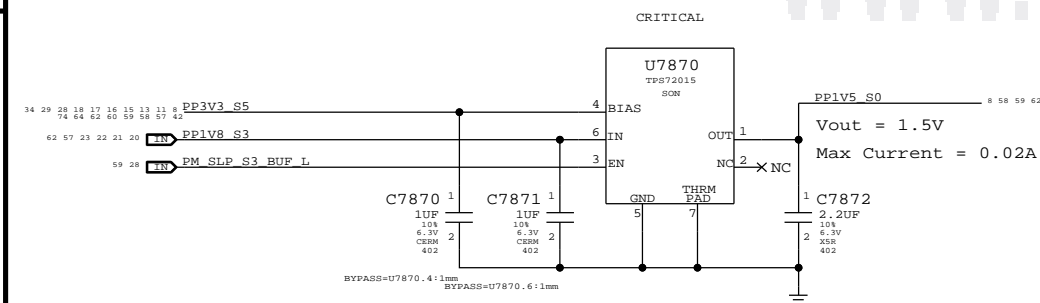 CRITICAL
U7870
TPS72015
SON
34 29 28 18 17 16 15 13 11 8
74 64 62 60 59 58 57 42
PP3V3_S5
4 BIAS
62 57 23 22 21 20 IN PP1V8_S3
6 IN
59 28 IN PM_SLP_S3_BUF_L
3 EN
OUT 1
NC 2 NC
GND
5
THRM
PAD
7
PP1V5_S0
8 58 59 62
Vout = 1.5V
Max Current = 0.02A
C7870 1
1UF
10%
6.3V
CERM 2
402
C7871 1
1UF
10%
6.3V
CERM 2
402
1 C7872
2.2UF
10%
6.3V
2 X5R
402
BYPASS=U7870.4:1mm
BYPASS=U7870.6:1mm